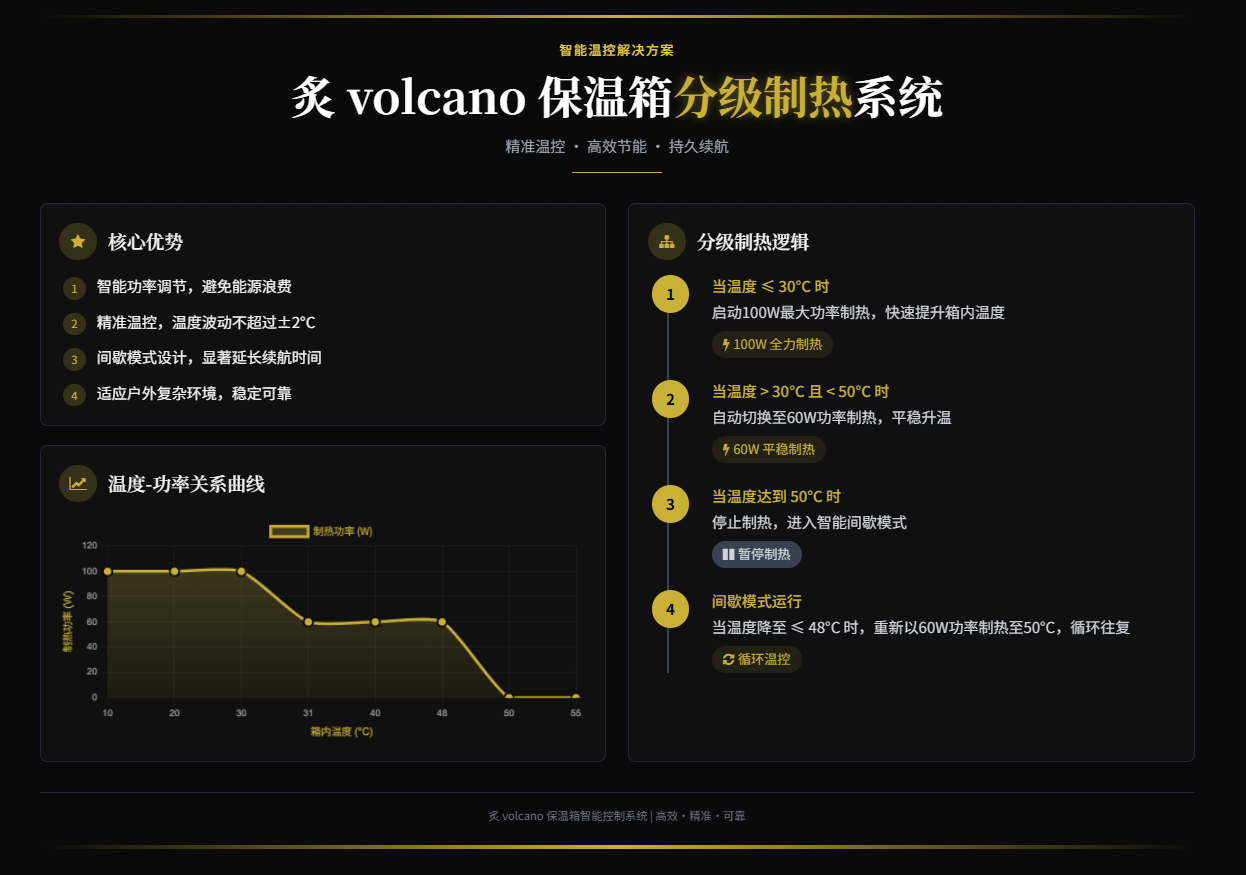 智能温控解决方案
炙 volcano 保温箱分级制热系统
精准温控 • 高效节能 • 持久续航
核心优势
1 智能功率调节，避免能源浪费
2 精准温控，温度波动不超过±2℃
3 间歇模式设计，显著延长续航时间
4 适应户外复杂环境，稳定可靠
温度-功率关系曲线
制热功率 (W)
制热功率 (W)
120
100
80
60
40
20
0
10 20 30 31 40 48 50 55
箱内温度 (°C)
分级制热逻辑
1 当温度 ≤ 30℃ 时
启动100W最大功率制热，快速提升箱内温度
100W 全力制热
2 当温度 > 30℃ 且 < 50℃ 时
自动切换至60W功率制热，平稳升温
60W 平稳制热
3 当温度达到 50℃ 时
停止制热，进入智能间歇模式
暂停制热
4 间歇模式运行
当温度降至 ≤ 48℃ 时，重新以60W功率制热至50℃，循环往复
循环温控
炙 volcano 保温箱智能控制系统 | 高效・精准・可靠